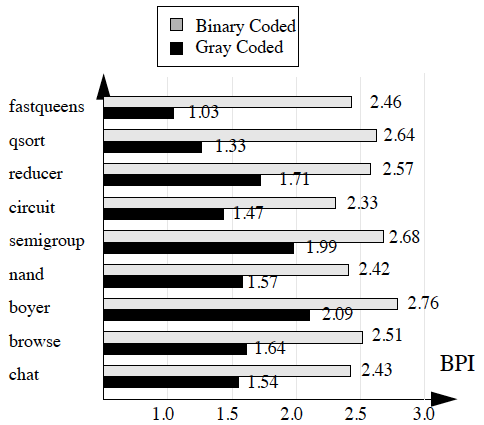 Binary Coded
Gray Coded
fastqueens 2.46
1.03
qsort 2.64
1.33
reducer 2.57
1.71
circuit 2.33
1.47
semigroup 2.68
1.99
nand 2.42
1.57
boyer 2.76
2.09
browse 2.51
1.64
chat 2.43
1.54
BPI
1.0 1.5 2.0 2.5 3.0